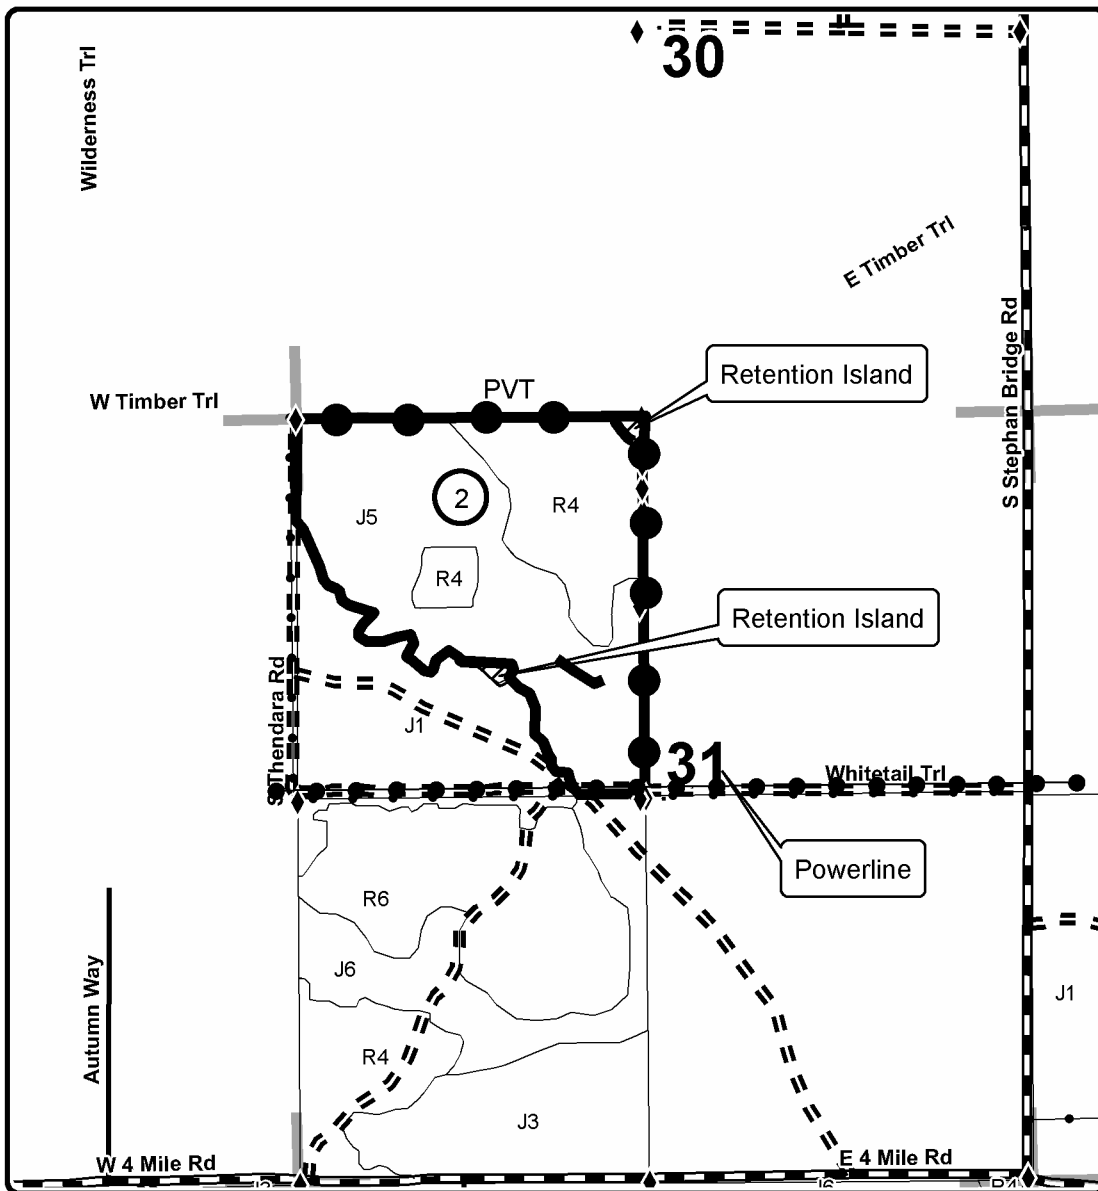 30
Wilderness Trl
E Timber Trl
S Stephan Bridge Rd
Retention Island
PVT
W Timber Trl
2
J5
R4
R4
Retention Island
S Thendara Rd
J1
31
Whitetail Trl
Powerline
R6
J6
J1
Autumn Way
R4
J3
W 4 Mile Rd
E 4 Mile Rd